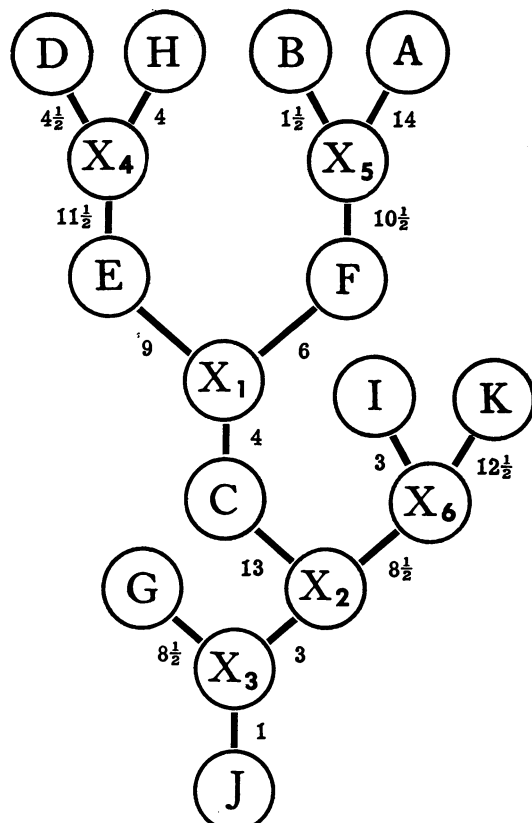 D H B A
4½ 4 1½ 14
X₄ X₅
11½ 10½
E F
9 6
X₁ I K
4 3 12½
C X₆
13 8½
G X₂
8½ 3
X₃
1
J